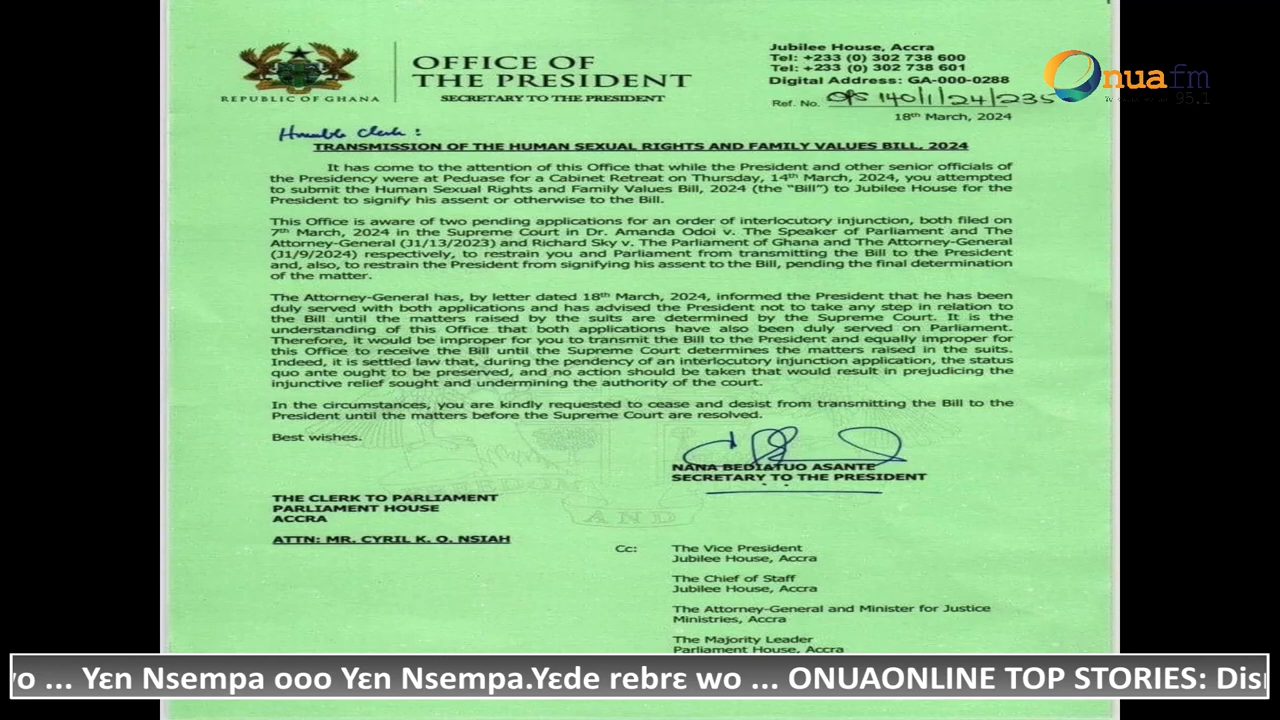 OFFICE OF
THE PRESIDENT
REPUBLIC OF GHANA
SECRETARY TO THE PRESIDENT
Jubilee House, Accra
Tel: +233 (0) 302 738 600
Tel: +233 (0) 302 738 601
Digital Address: GA-000-0288
Ref. No. OPS 140/1/24/235
18th March, 2024
Onua fm
95.1
Humble Clerk :
TRANSMISSION OF THE HUMAN SEXUAL RIGHTS AND FAMILY VALUES BILL, 2024
It has come to the attention of this Office that while the President and other senior officials of
the Presidency were at Peduase for a Cabinet Retreat on Thursday, 14th March, 2024, you attempted
to submit the Human Sexual Rights and Family Values Bill, 2024 (the "Bill") to Jubilee House for the
President to signify his assent or otherwise to the Bill.
This Office is aware of two pending applications for an order of interlocutory injunction, both filed on
7th March, 2024 in the Supreme Court in Dr. Amanda Odoi v. The Speaker of Parliament and The
Attorney-General (J1/13/2023) and Richard Sky v. The Parliament of Ghana and The Attorney-General
(J1/9/2024) respectively, to restrain you and Parliament from transmitting the Bill to the President
and, also, to restrain the President from signifying his assent to the Bill, pending the final determination
of the matter.
The Attorney-General has, by letter dated 18th March, 2024, informed the President that he has been
duly served with both applications and has advised the President not to take any step in relation to
the Bill until the matters raised by the suits are determined by the Supreme Court. It is the
understanding of this Office that both applications have also been duly served on Parliament.
Therefore, it would be improper for you to transmit the Bill to the President and equally improper for
this Office to receive the Bill until the Supreme Court determines the matters raised in the suits.
Indeed, it is settled law that, during the pendency of an interlocutory injunction application, the status
quo ante ought to be preserved, and no action should be taken that would result in prejudicing the
injunctive relief sought and undermining the authority of the court.
In the circumstances, you are kindly requested to cease and desist from transmitting the Bill to the
President until the matters before the Supreme Court are resolved.
Best wishes.
NANA BEDIATUO ASANTE
SECRETARY TO THE PRESIDENT
FREEDOM
AND
THE CLERK TO PARLIAMENT
PARLIAMENT HOUSE
ACCRA
ATTN: MR. CYRIL K. O. NSIAH
Cc: The Vice President
Jubilee House, Accra
The Chief of Staff
Jubilee House, Accra
The Attorney-General and Minister for Justice
Ministries, Accra
The Majority Leader
Parliament House, Accra
wo ... Yɛn Nsempa ooo Yɛn Nsempa.Yɛde rebrɛ wo ... ONUAONLINE TOP STORIES: